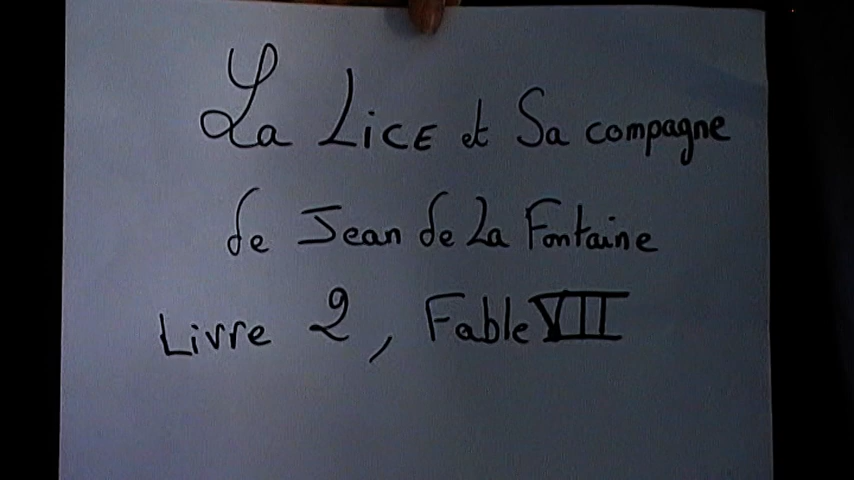 La Lice et Sa compagne
de Jean de La Fontaine
Livre 2, Fable VII